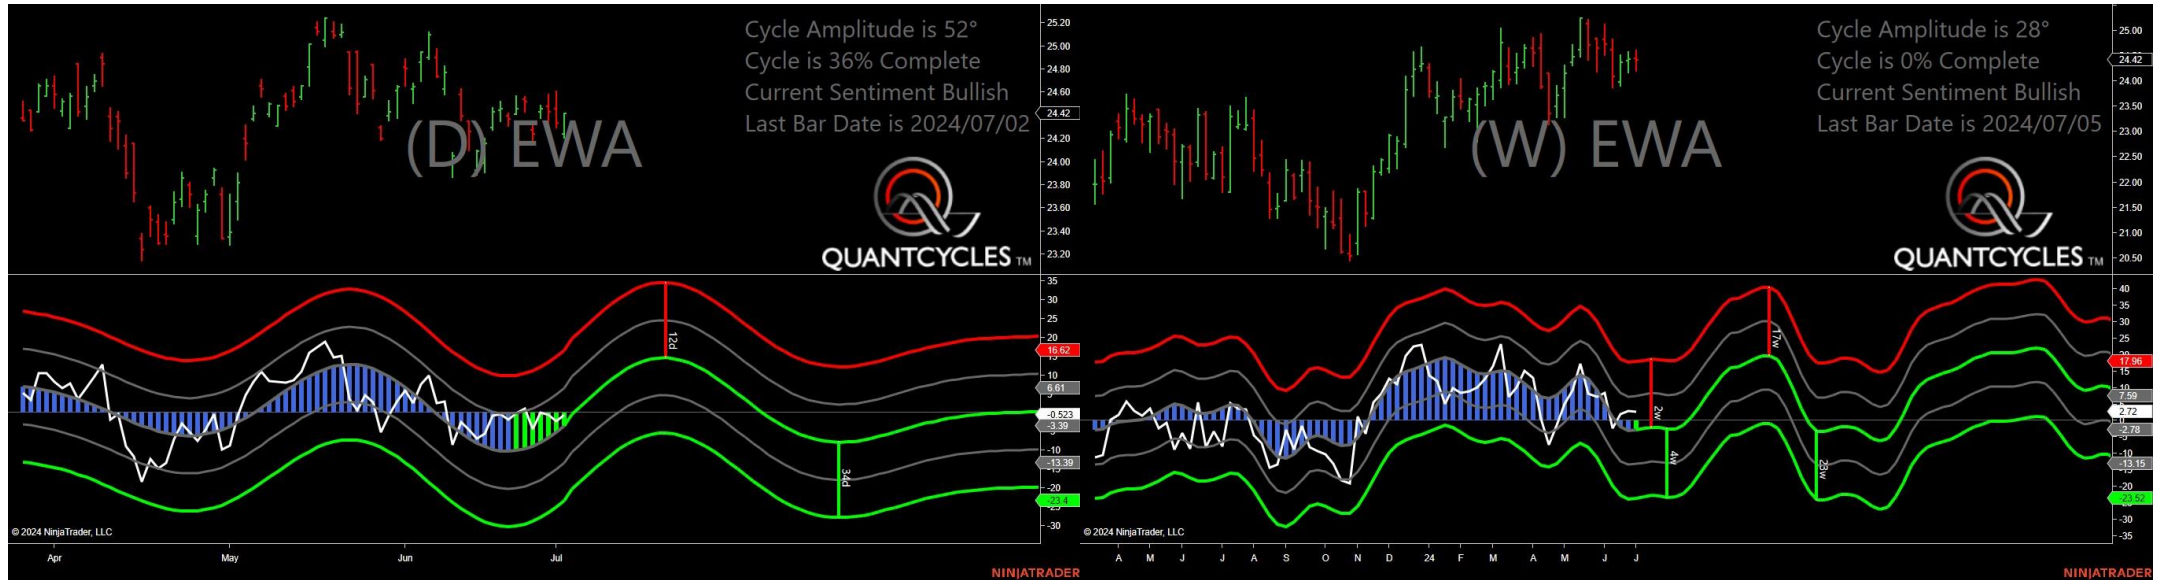 Cycle Amplitude is 52°
Cycle is 36% Complete
Current Sentiment Bullish
Last Bar Date is 2024/07/02
(D) EWA
QUANTCYCLES TM
25.20
25.00
24.80
24.60
24.42
24.20
24.00
23.80
23.60
23.40
23.20
35
30
25
20
16.62
15
10
6.61
-0.523
-3.39
-10
-13.39
-20
-23.4
-30
12d
34d
© 2024 NinjaTrader, LLC
Apr May Jun Jul
NINJATRADER
Cycle Amplitude is 28°
Cycle is 0% Complete
Current Sentiment Bullish
Last Bar Date is 2024/07/05
(W) EWA
QUANTCYCLES TM
25.00
24.42
24.00
23.50
23.00
22.50
22.00
21.50
21.00
20.50
40
35
30
25
20
17.96
15
10
7.59
2.72
-2.78
-5
-10
-13.15
-20
-23.52
-30
-35
2w
4w
17w
23w
© 2024 NinjaTrader, LLC
A M J J A S O N D 24 F M A M J J
NINJATRADER